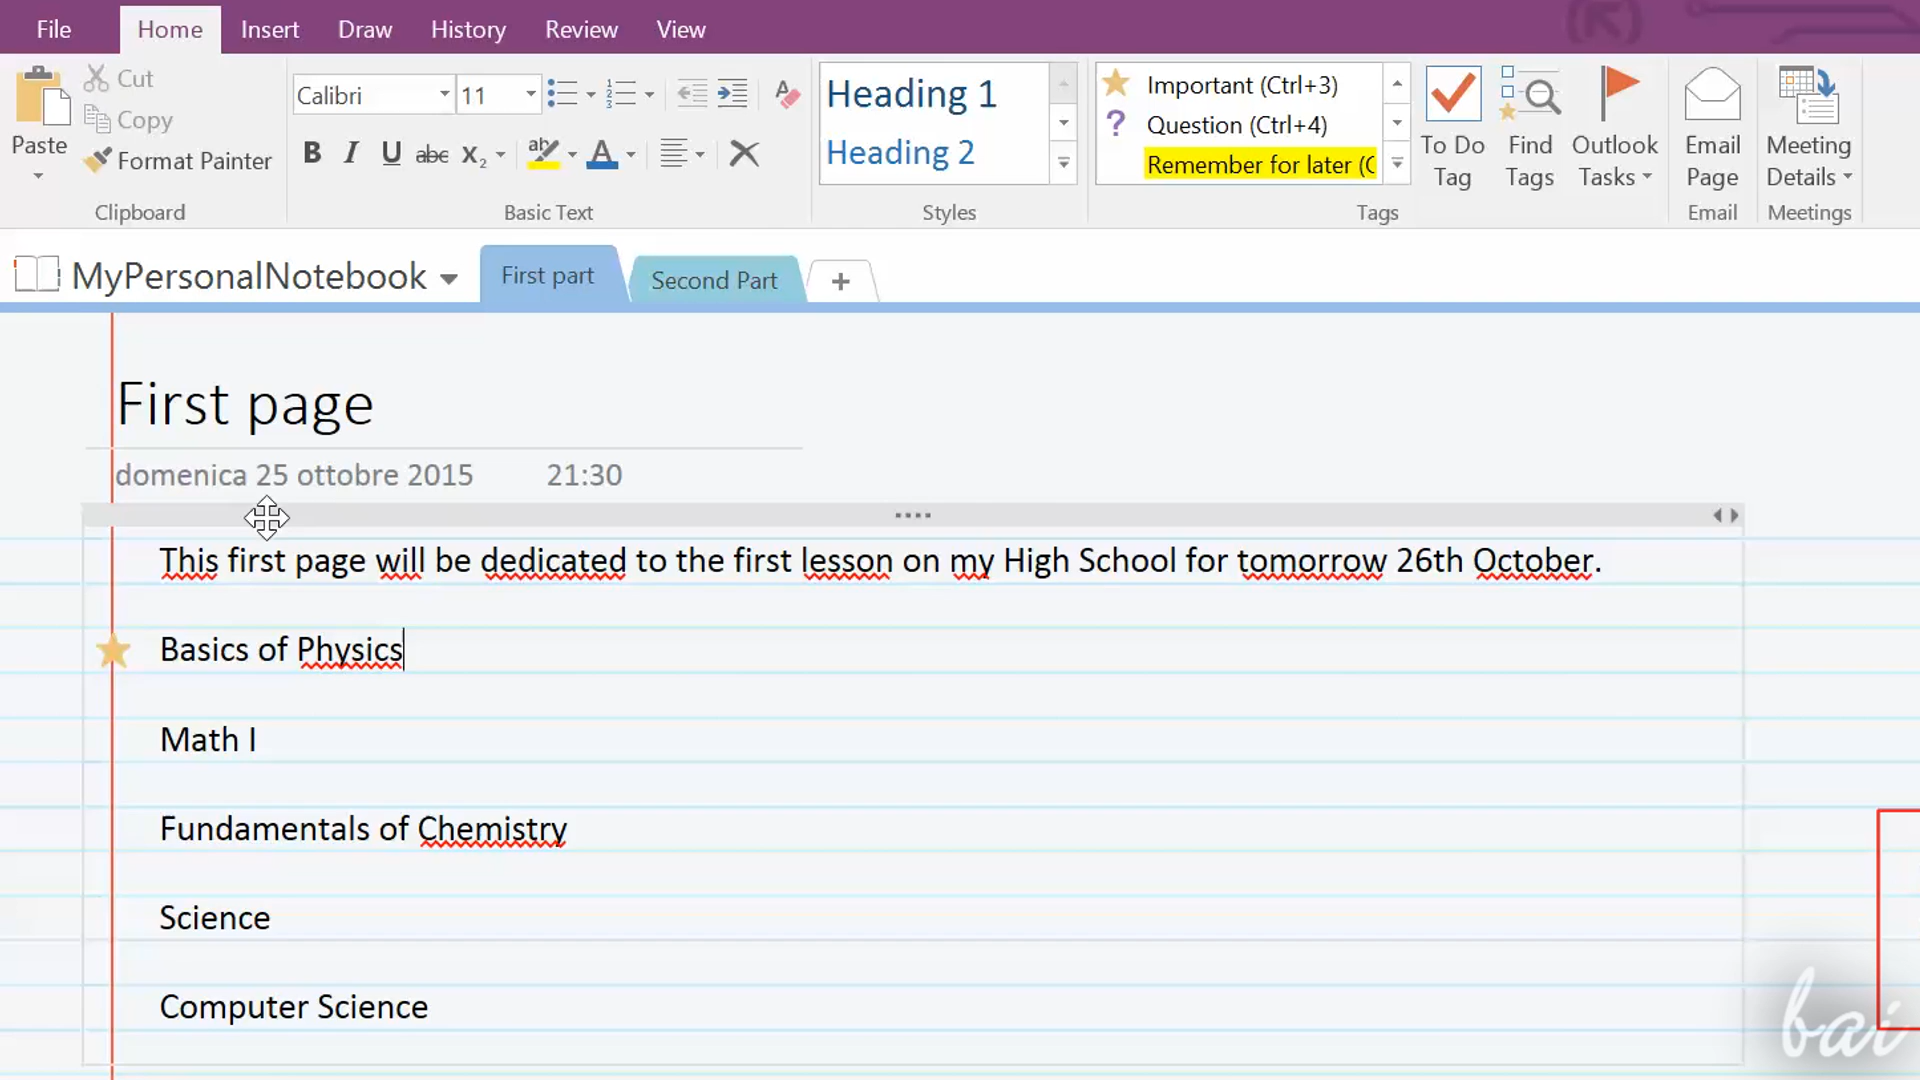 File Home Insert Draw History Review View
Cut
Copy
Format Painter
Paste
Clipboard
Calibri 11
B I U abc X₂ ab A
Basic Text
Heading 1
Heading 2
Styles
Important (Ctrl+3)
? Question (Ctrl+4)
Remember for later (C
Tags
To Do Tag
Find Tags
Outlook Tasks
Email Page
Email
Meeting Details
Meetings
MyPersonalNotebook First part Second Part +
First page
domenica 25 ottobre 2015 21:30
This first page will be dedicated to the first lesson on my High School for tomorrow 26th October.
Basics of Physics
Math I
Fundamentals of Chemistry
Science
Computer Science
bai